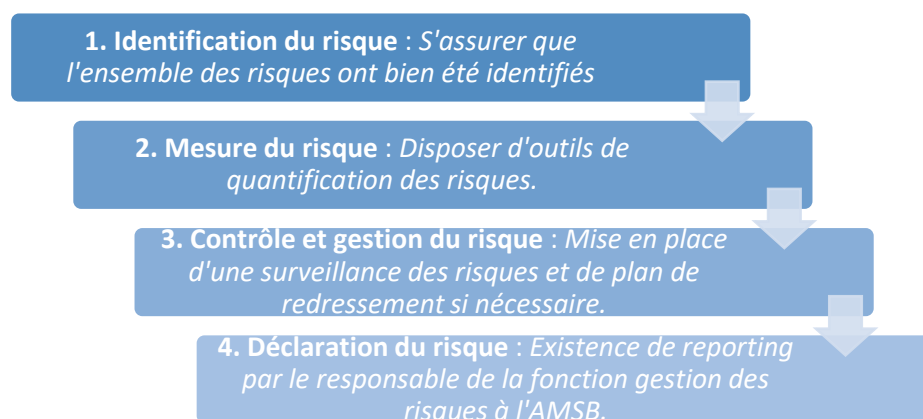 1. Identification du risque : S'assurer que
l'ensemble des risques ont bien été identifiés
2. Mesure du risque : Disposer d'outils de
quantification des risques.
3. Contrôle et gestion du risque : Mise en place
d'une surveillance des risques et de plan de
redressement si nécessaire.
4. Déclaration du risque : Existence de reporting
par le responsable de la fonction gestion des
risques à l'AMSB.